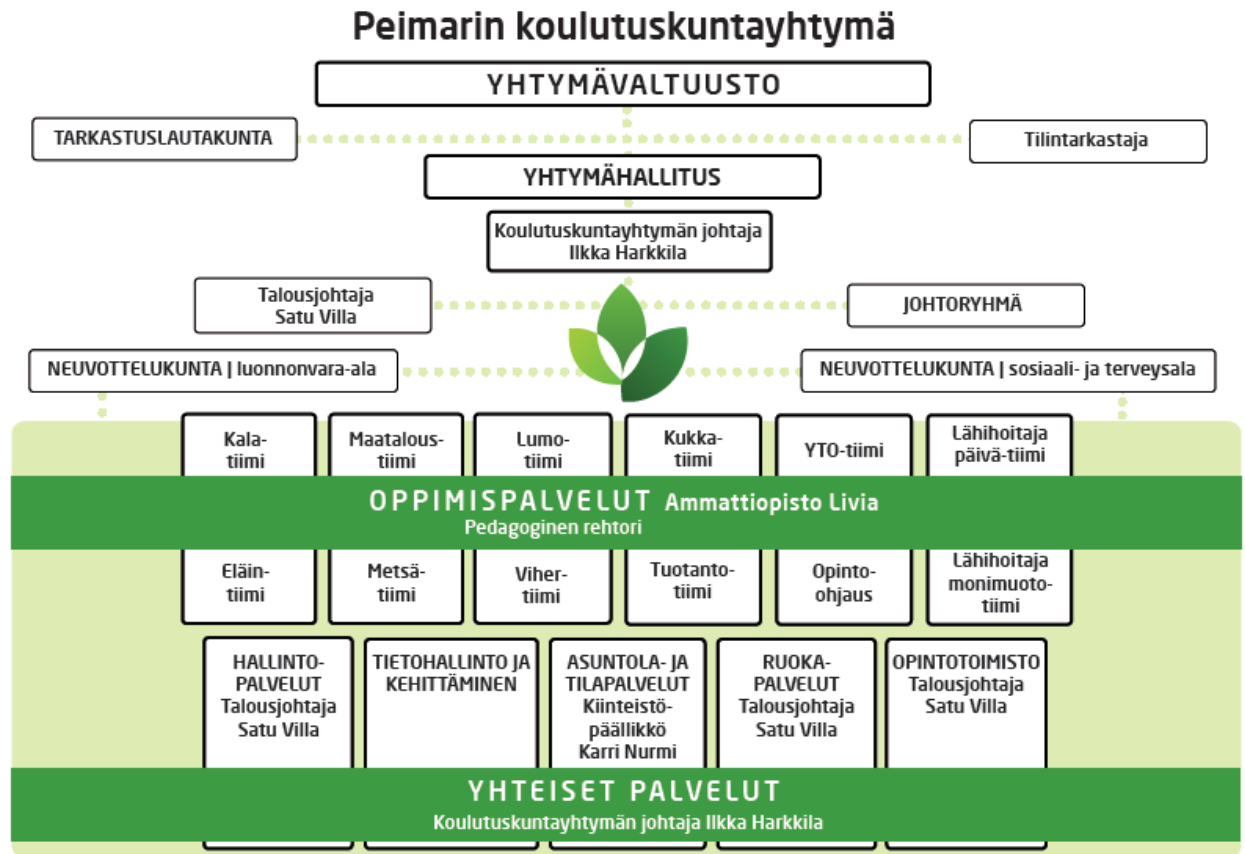 Peimarin koulutuskuntayhtymä
YHTYMÄVALTUUSTO
TARKASTUSLAUTAKUNTA
Tilintarkastaja
YHTYMÄHALLITUS
Koulutuskuntayhtymän johtaja
Ilkka Harkkila
Talousjohtaja
Satu Villa
JOHTORYHMÄ
NEUVOTTELUKUNTA | luonnonvara-ala
NEUVOTTELUKUNTA | sosiaali- ja terveysala
Kala-
tiimi
Maatalous-
tiimi
Lumo-
tiimi
Kukka-
tiimi
YTO-tiimi
Lähihoitaja
päivä-tiimi
OPPIMISPALVELUT Ammattiopisto Livia
Pedagoginen rehtori
Eläin-
tiimi
Metsä-
tiimi
Viher-
tiimi
Tuotanto-
tiimi
Opinto-
ohjaus
Lähihoitaja
monimuoto-
tiimi
HALLINTO-
PALVELUT
Talousjohtaja
Satu Villa
TIETOHALLINTO JA
KEHITTÄMINEN
ASUNTOLA- JA
TILAPALVELUT
Kiinteistö-
päällikkö
Karri Nurmi
RUOKA-
PALVELUT
Talousjohtaja
Satu Villa
OPINTOTOIMISTO
Talousjohtaja
Satu Villa
YHTEISET PALVELUT
Koulutuskuntayhtymän johtaja Ilkka Harkkila